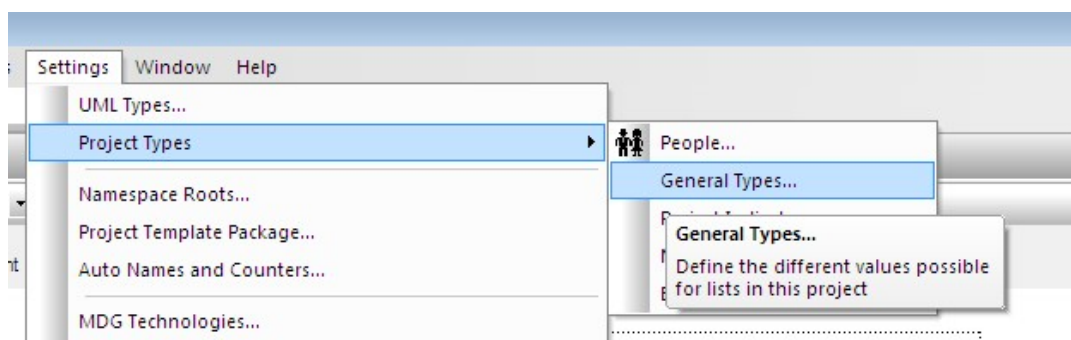 Settings Window Help
UML Types...
Project Types
People...
General Types...
Namespace Roots...
Project Template Package...
General Types...
Define the different values possible
for lists in this project
Auto Names and Counters...
MDG Technologies...